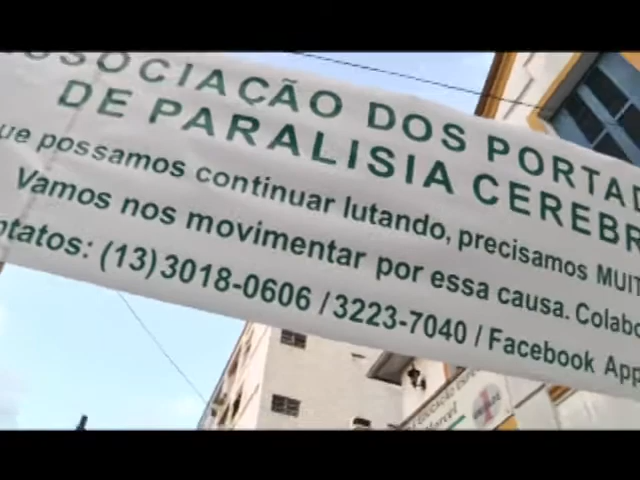 SSOCIAÇÃO DOS PORTAD
DE PARALISIA CEREBR
ue possamos continuar lutando, precisamos MUIT
Vamos nos movimentar por essa causa. Colabo
ntatos: (13)3018-0606 / 3223-7040 / Facebook App